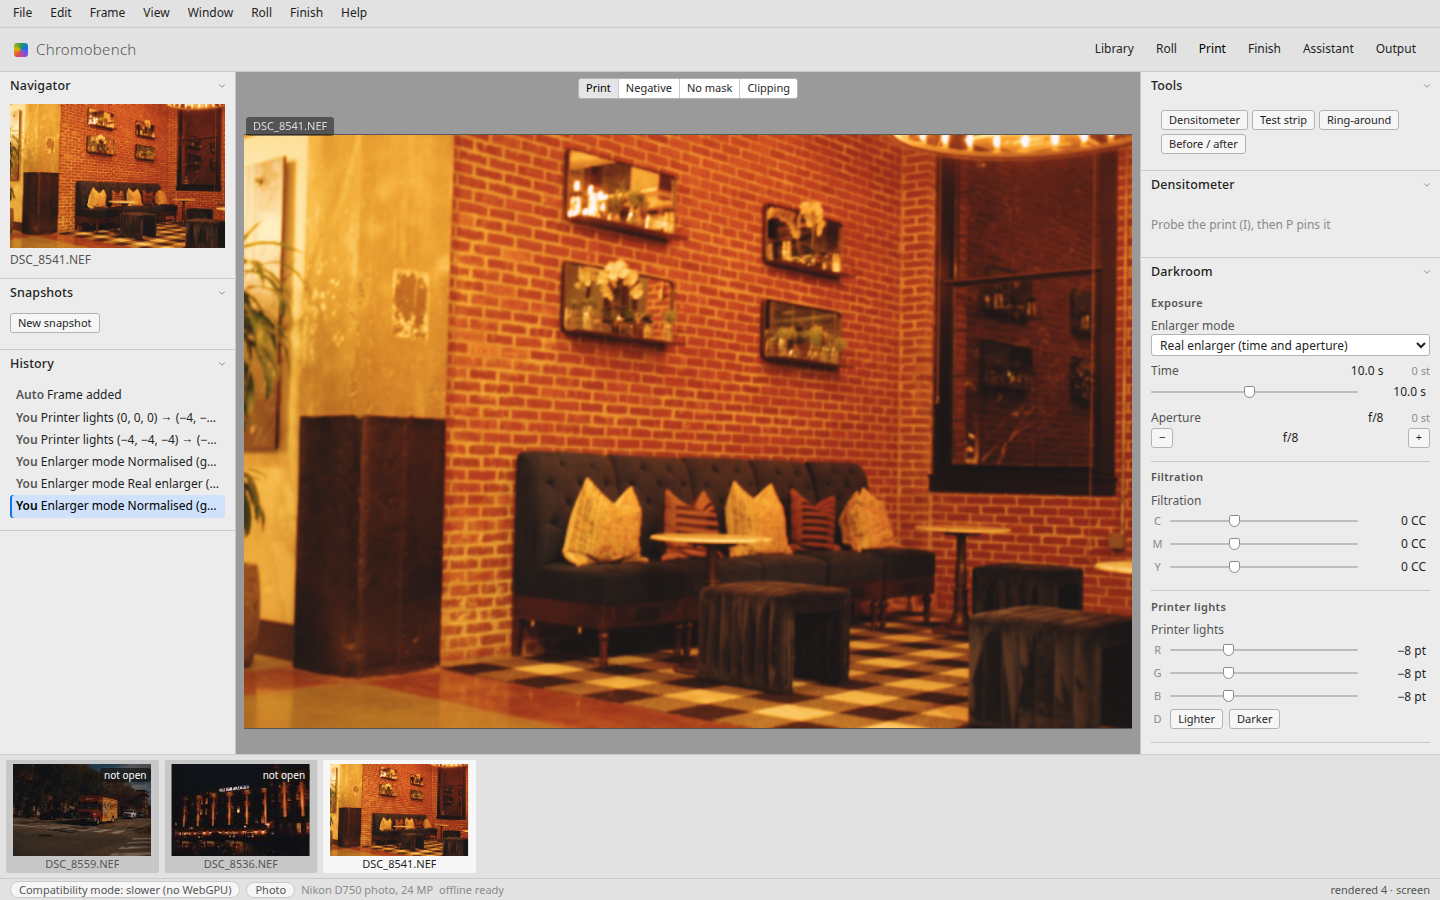 File Edit Frame View Window Roll Finish Help
Chromobench
Library Roll Print Finish Assistant Output
Navigator
DSC_8541.NEF
Snapshots
New snapshot
History
Auto Frame added
You Printer lights (0, 0, 0) → (−4, −...
You Printer lights (−4, −4, −4) → (−...
You Enlarger mode Normalised (g...
You Enlarger mode Real enlarger (...
You Enlarger mode Normalised (g...
Print Negative No mask Clipping
DSC_8541.NEF
Tools
Densitometer Test strip Ring-around
Before / after
Densitometer
Probe the print (I), then P pins it
Darkroom
Exposure
Enlarger mode
Real enlarger (time and aperture)
Time 10.0 s 0 st
10.0 s
Aperture f/8 0 st
− f/8 +
Filtration
Filtration
C 0 CC
M 0 CC
Y 0 CC
Printer lights
Printer lights
R −8 pt
G −8 pt
B −8 pt
D Lighter Darker
not open
DSC_8559.NEF
not open
DSC_8536.NEF
DSC_8541.NEF
Compatibility mode: slower (no WebGPU) Photo Nikon D750 photo, 24 MP offline ready
rendered 4 · screen